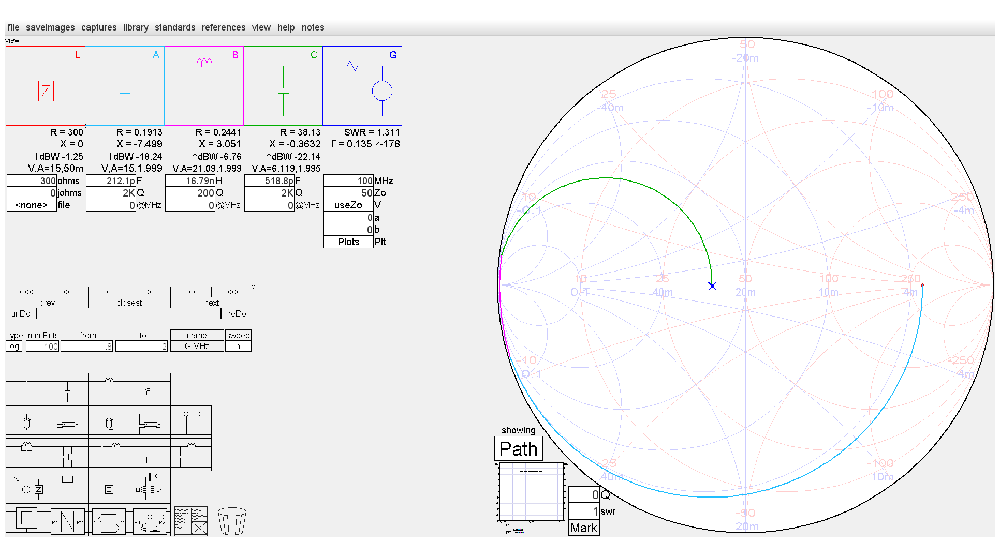 file saveImages captures library standards references view help notes
view:
L A B C G
Z
R = 300 R = 0.1913 R = 0.2441 R = 38.13 SWR = 1.311
X = 0 X = -7.499 X = 3.051 X = -0.3632 Γ = 0.135∠-178
↑dBW -1.25 ↑dBW -18.24 ↑dBW -6.76 ↑dBW -22.14
V,A=15,50m V,A=15,1.999 V,A=21.09,1.999 V,A=6.119,1.995
300 ohms 212.1p F 16.79n H 518.8p F 100 MHz
0 johms 2K Q 200 Q 2K Q 50 Zo
<none> file 0 @MHz 0 @MHz 0 @MHz useZo V
0 a
0 b
Plots Plt
<<< << < > >> >>>
prev closest next
unDo reDo
type numPnts from to name sweep
log 100 .8 2 G.MHz n
Z
Z Z C
Ll Lr
F P1 N P2 1 S 2 P1 P2
Z
50
-20m
25 100
-40m -10m
10 250
-0.1 -4m
10 25 50 100 250
0.1 40m 20m 10m 4m
-10 -250
0.1 4m
-25 -100
40m 10m
-50
20m
showing
Path
0 Q
1 swr
Mark